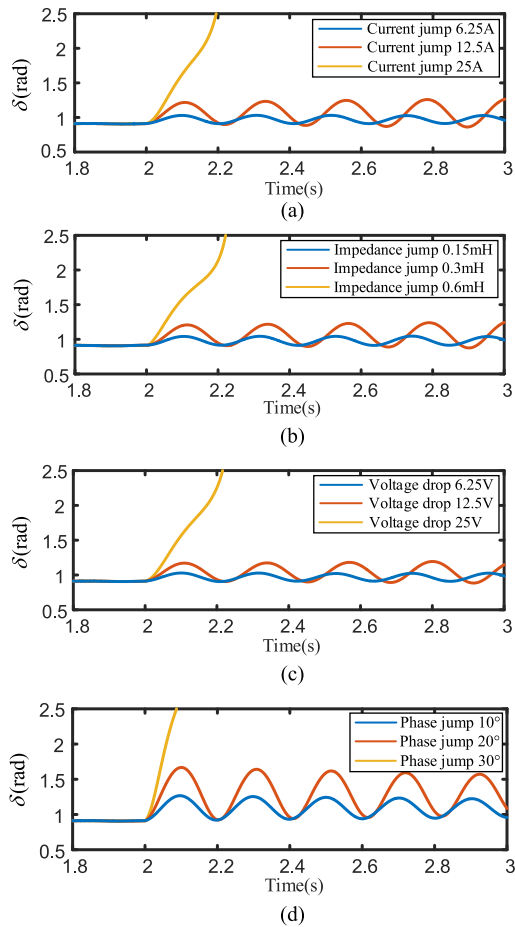 2.5
2
1.5
1
0.5
δ(rad)
Current jump 6.25A
Current jump 12.5A
Current jump 25A
1.8 2 2.2 2.4 2.6 2.8 3
Time(s)
(a)
2.5
2
1.5
1
0.5
δ(rad)
Impedance jump 0.15mH
Impedance jump 0.3mH
Impedance jump 0.6mH
1.8 2 2.2 2.4 2.6 2.8 3
Time(s)
(b)
2.5
2
1.5
1
0.5
δ(rad)
Voltage drop 6.25V
Voltage drop 12.5V
Voltage drop 25V
1.8 2 2.2 2.4 2.6 2.8 3
Time(s)
(c)
2.5
2
1.5
1
0.5
δ(rad)
Phase jump 10°
Phase jump 20°
Phase jump 30°
1.8 2 2.2 2.4 2.6 2.8 3
Time(s)
(d)